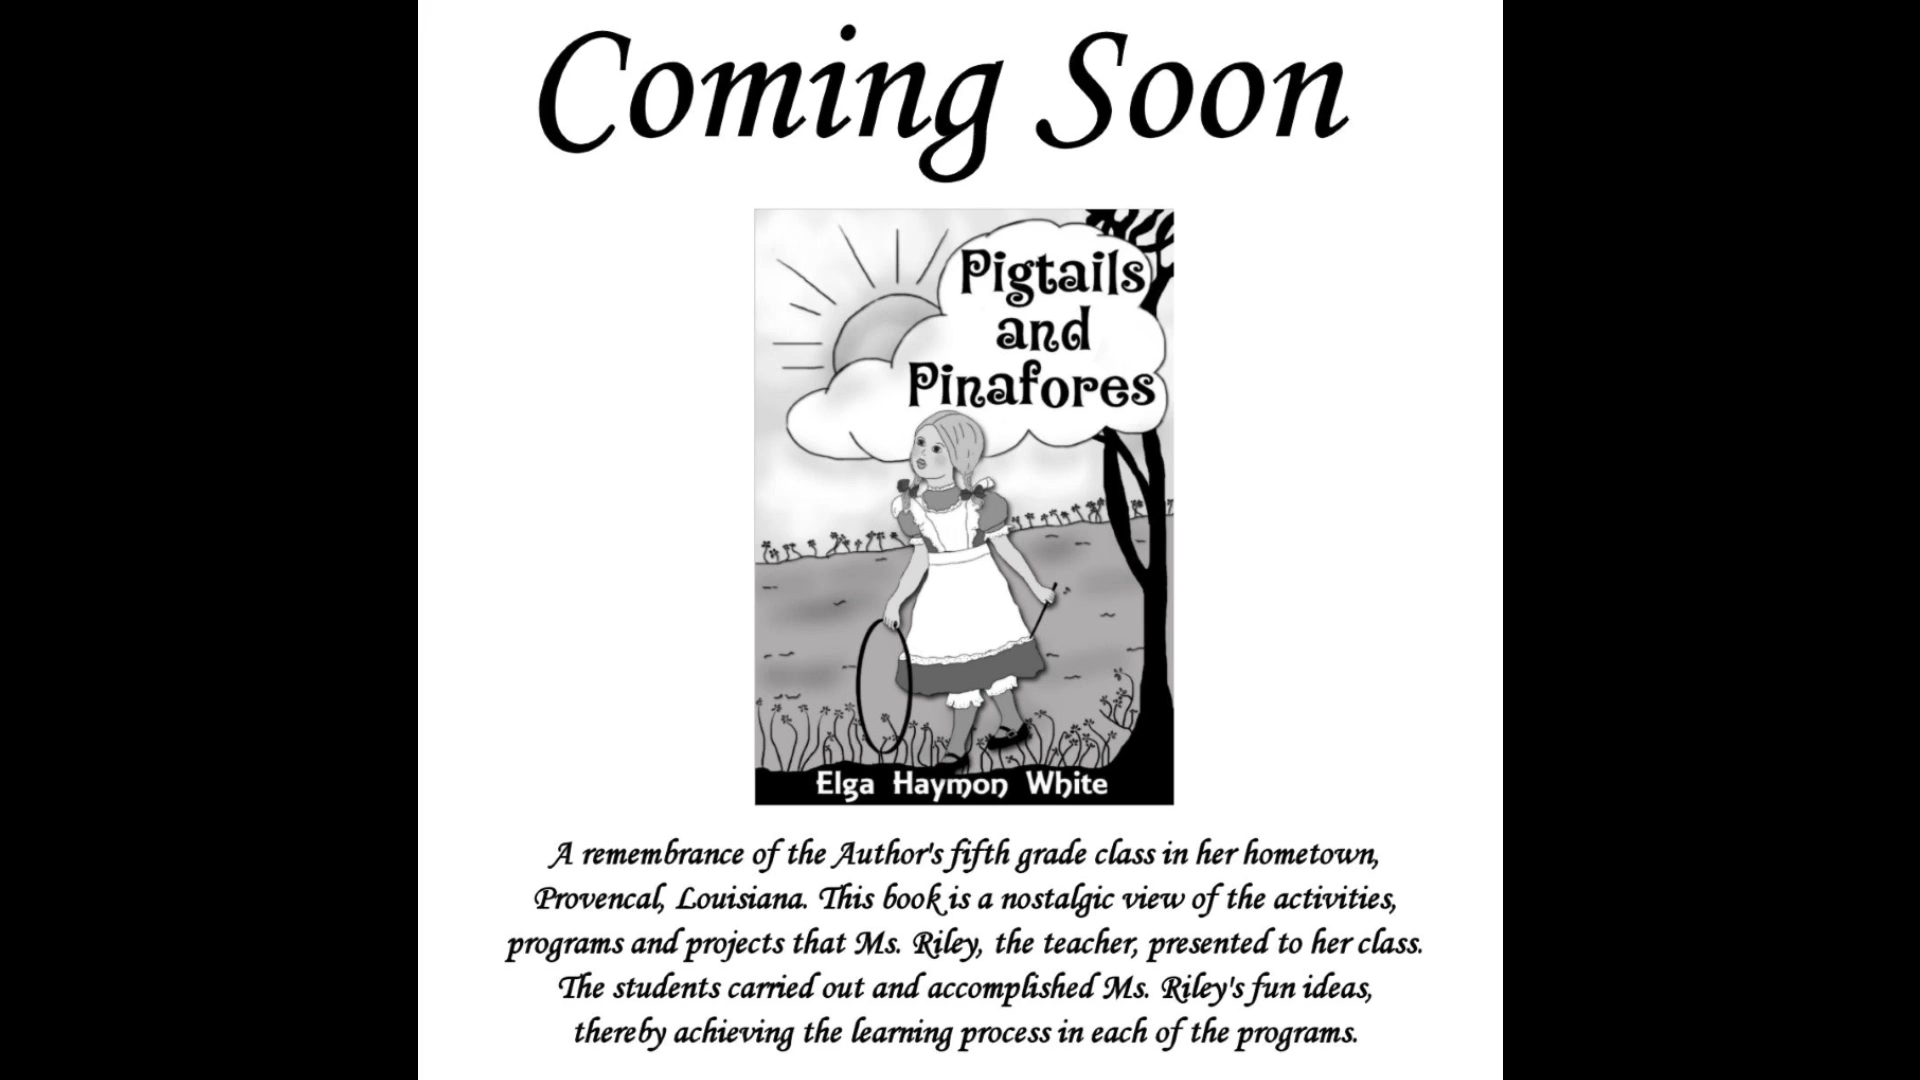 Coming Soon
Pigtails
and
Pinafores
Elga Haymon White
A remembrance of the Author's fifth grade class in her hometown,
Provencal, Louisiana. This book is a nostalgic view of the activities,
programs and projects that Ms. Riley, the teacher, presented to her class.
The students carried out and accomplished Ms. Riley's fun ideas,
thereby achieving the learning process in each of the programs.